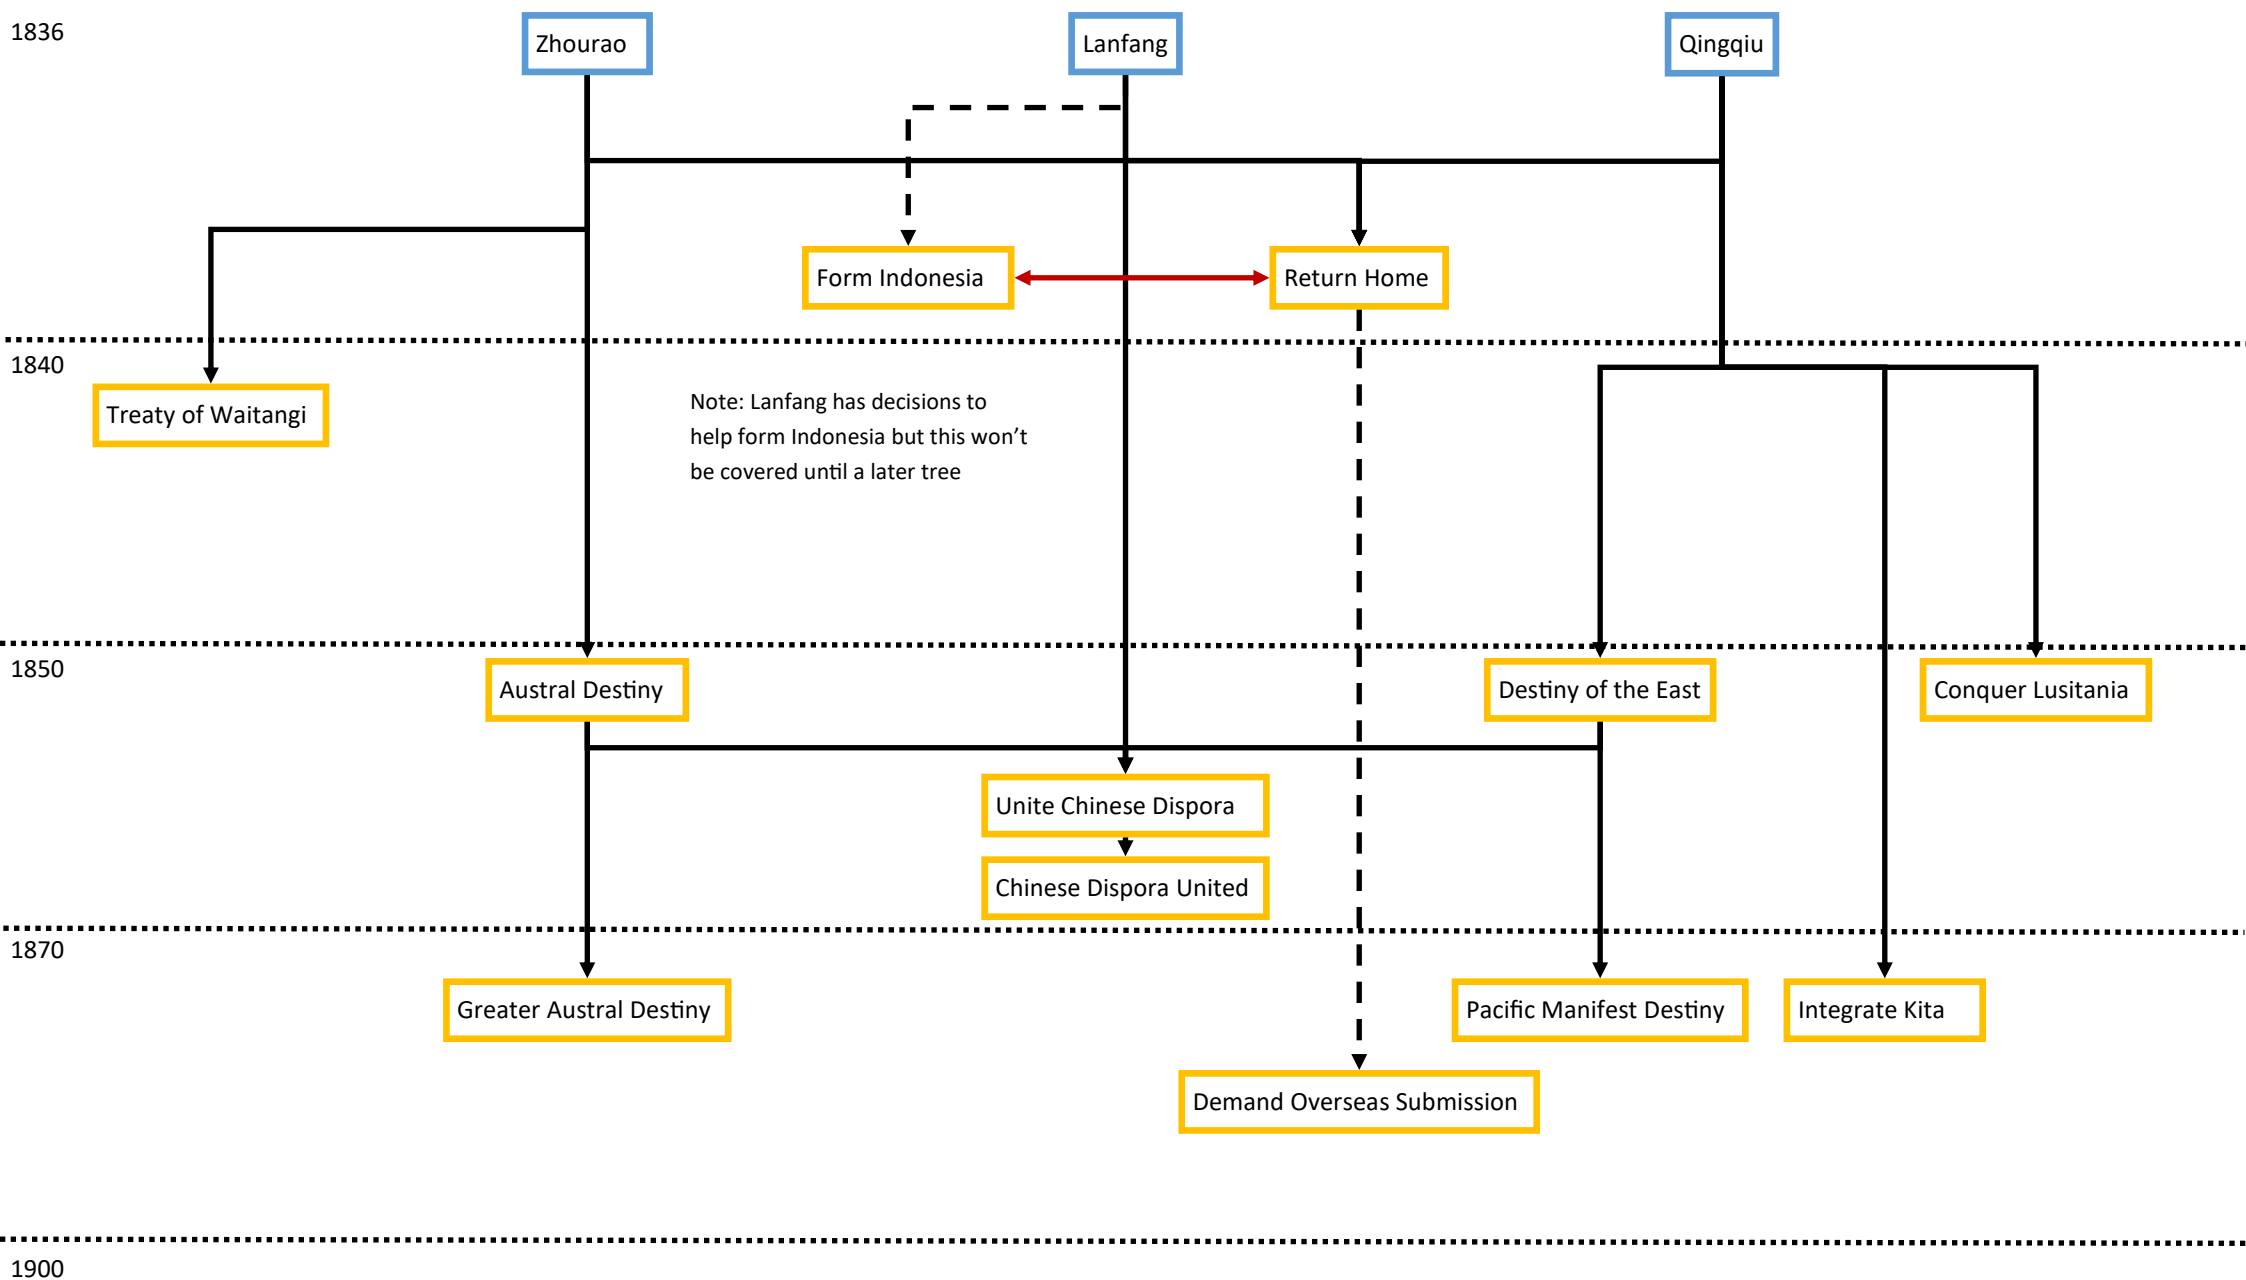 1836
Zhourao
Lanfang
Qingqiu
Form Indonesia
Return Home
1840
Treaty of Waitangi
Note: Lanfang has decisions to
help form Indonesia but this won’t
be covered until a later tree
1850
Austral Destiny
Destiny of the East
Conquer Lusitania
Unite Chinese Dispora
Chinese Dispora United
1870
Greater Austral Destiny
Pacific Manifest Destiny
Integrate Kita
Demand Overseas Submission
1900